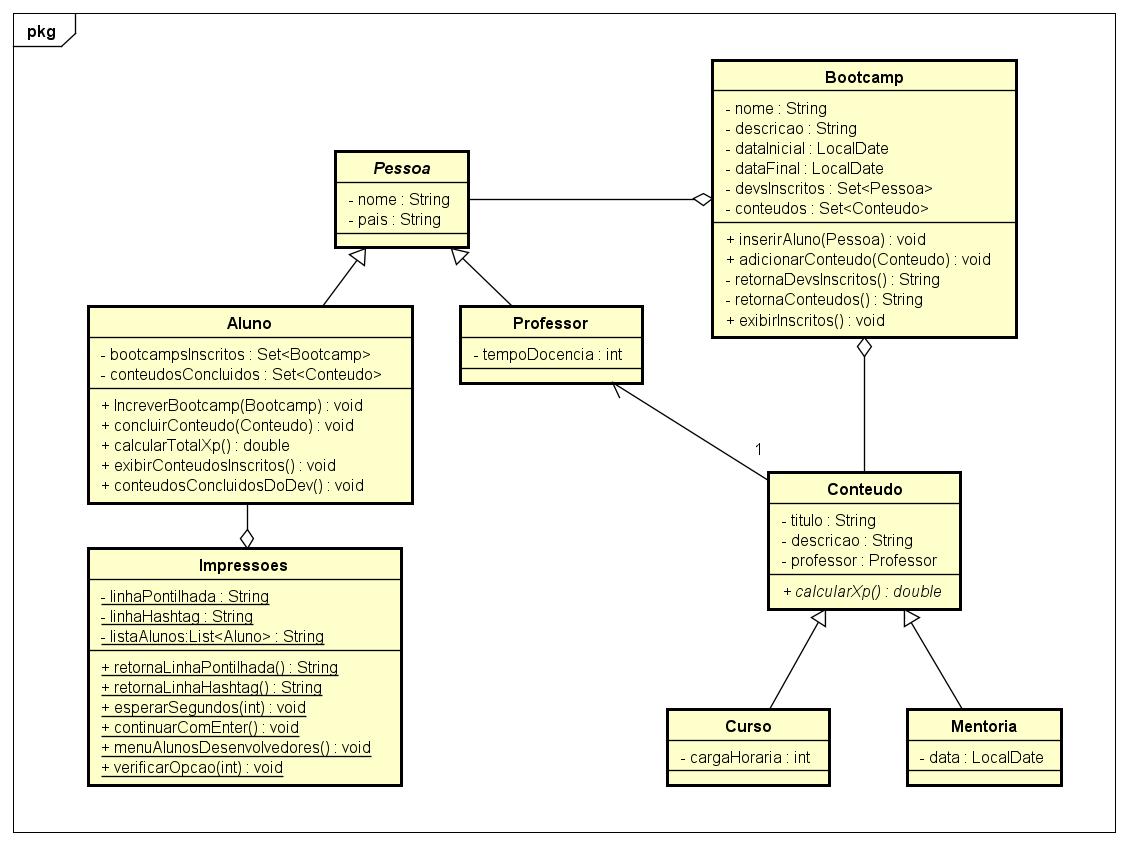 pkg
Bootcamp
- nome : String
- descricao : String
- dataInicial : LocalDate
- dataFinal : LocalDate
- devsInscritos : Set<Pessoa>
- conteudos : Set<Conteudo>
+ inserirAluno(Pessoa) : void
+ adicionarConteudo(Conteudo) : void
- retornaDevsInscritos() : String
- retornaConteudos() : String
+ exibirInscritos() : void
Pessoa
- nome : String
- pais : String
Aluno
- bootcampsInscritos : Set<Bootcamp>
- conteudosConcluidos : Set<Conteudo>
+ IncreverBootcamp(Bootcamp) : void
+ concluirConteudo(Conteudo) : void
+ calcularTotalXp() : double
+ exibirConteudosInscritos() : void
+ conteudosConcluidosDoDev() : void
Professor
- tempoDocencia : int
1
Conteudo
- titulo : String
- descricao : String
- professor : Professor
+ calcularXp() : double
Impressoes
- linhaPontilhada : String
- linhaHashtag : String
- listaAlunos:List<Aluno> : String
+ retornaLinhaPontilhada() : String
+ retornaLinhaHashtag() : String
+ esperarSegundos(int) : void
+ continuarComEnter() : void
+ menuAlunosDesenvolvedores() : void
+ verificarOpcao(int) : void
Curso
- cargaHoraria : int
Mentoria
- data : LocalDate